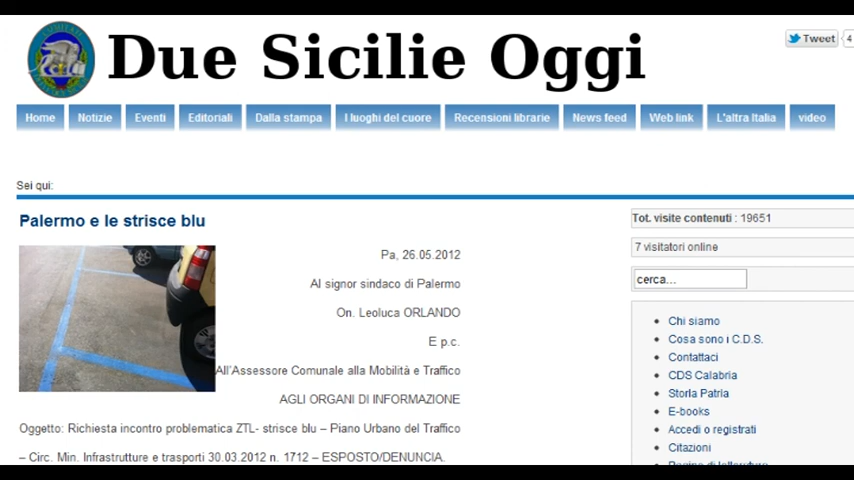 Due Sicilie Oggi
Tweet 4
Home Notizie Eventi Editoriali Dalla stampa I luoghi del cuore Recensioni librarie News feed Web link L'altra Italia video
Sei qui:
Palermo e le strisce blu
Pa, 26.05.2012
Al signor sindaco di Palermo
On. Leoluca ORLANDO
E p.c.
All'Assessore Comunale alla Mobilità e Traffico
AGLI ORGANI DI INFORMAZIONE
Oggetto: Richiesta incontro problematica ZTL- strisce blu – Piano Urbano del Traffico
– Circ. Min. Infrastrutture e trasporti 30.03.2012 n. 1712 – ESPOSTO/DENUNCIA.
Tot. visite contenuti : 19651
7 visitatori online
cerca...
Chi siamo
Cosa sono i C.D.S.
Contattaci
CDS Calabria
Storia Patria
E-books
Accedi o registrati
Citazioni